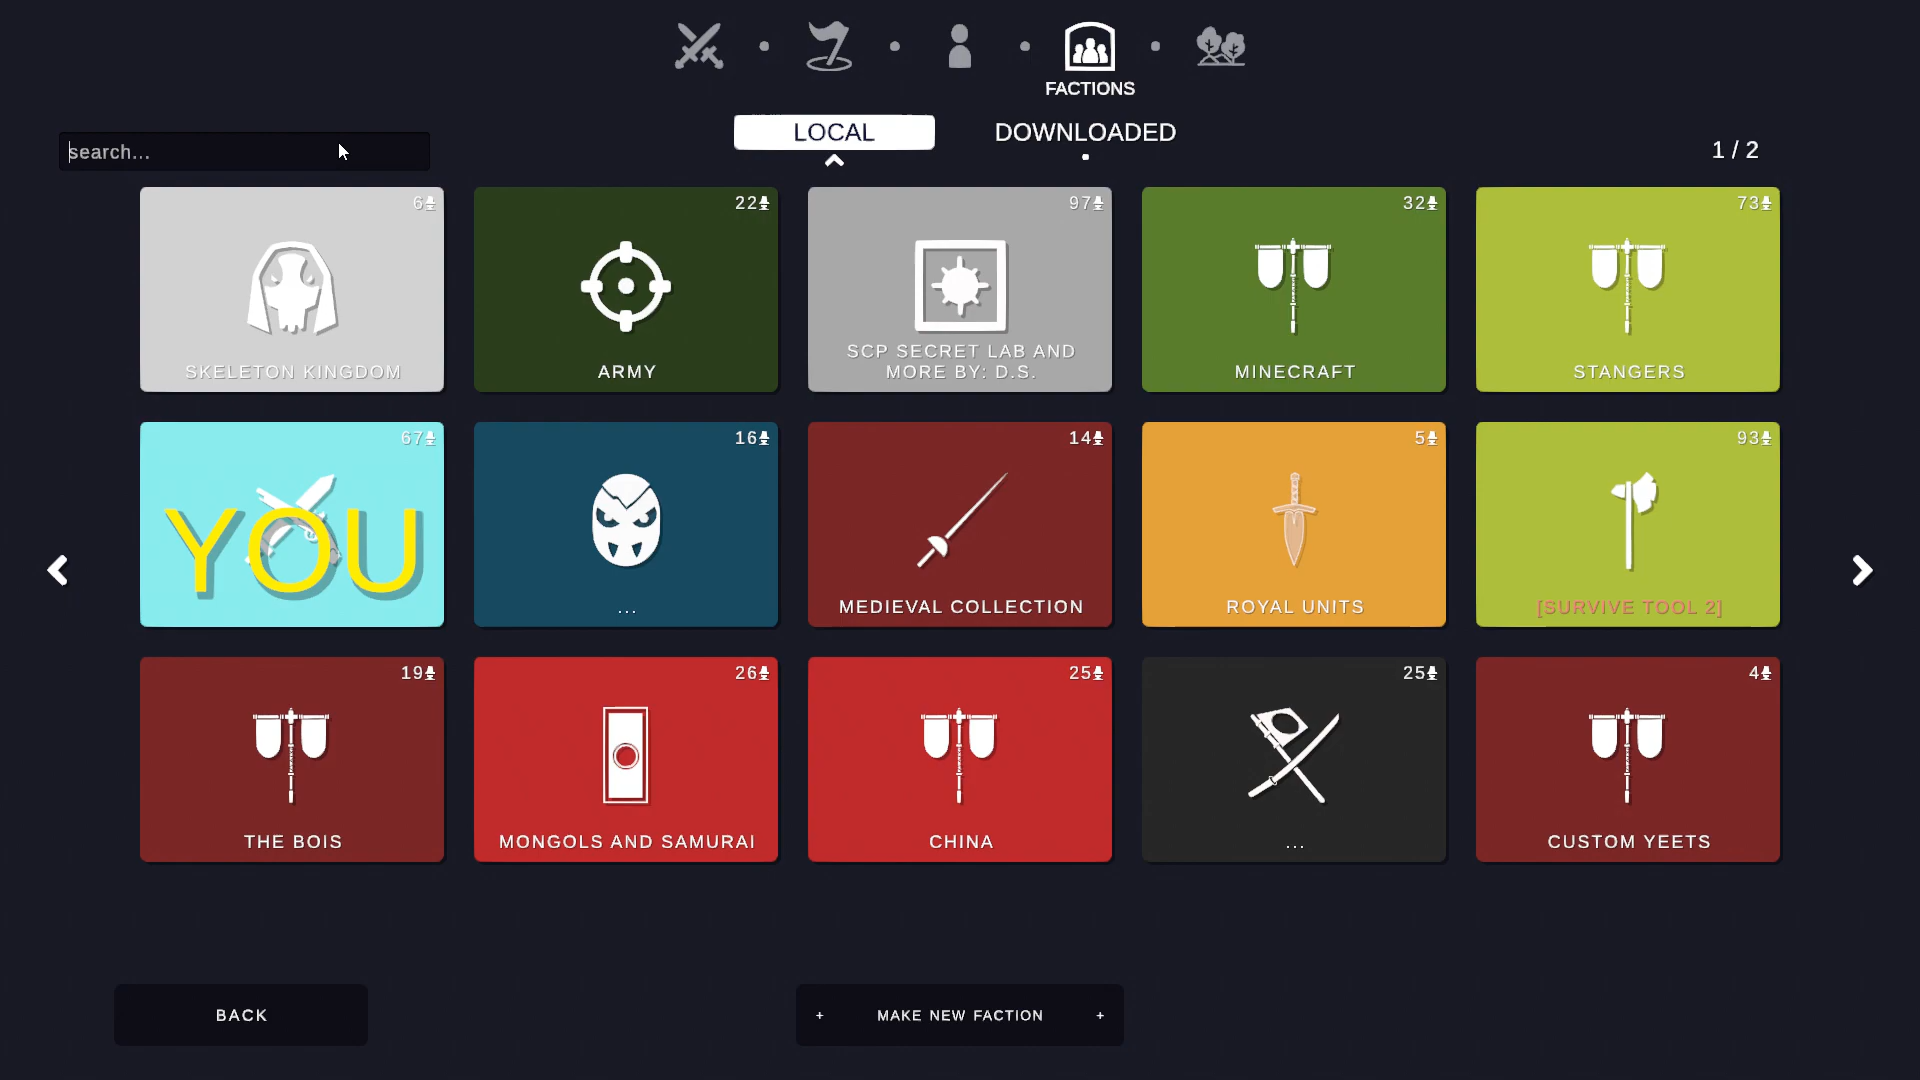 FACTIONS
LOCAL
DOWNLOADED
search...
1 / 2
6
22
97
32
73
SKELETON KINGDOM
ARMY
SCP SECRET LAB AND
MORE BY: D.S.
MINECRAFT
STANGERS
67
16
14
5
93
YOU
...
MEDIEVAL COLLECTION
ROYAL UNITS
[SURVIVE TOOL 2]
19
26
25
25
4
THE BOIS
MONGOLS AND SAMURAI
CHINA
...
CUSTOM YEETS
BACK
+ MAKE NEW FACTION +